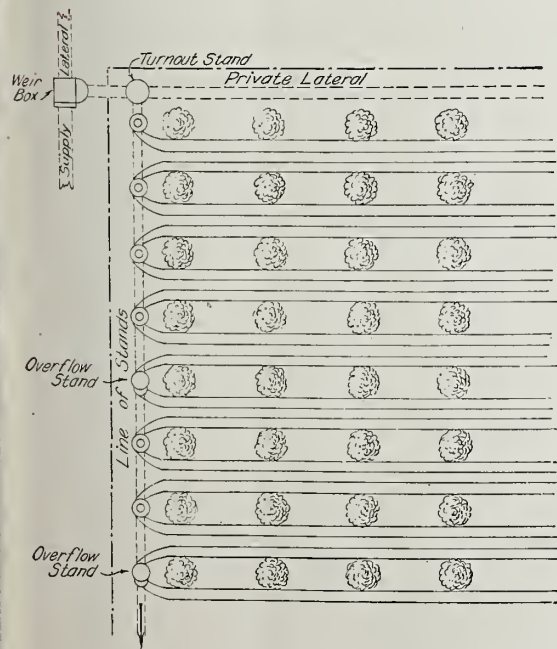 Lateral
Supply
Weir
Box
Turnout Stand
Private Lateral
Line of Stands
Overflow
Stand
Overflow
Stand